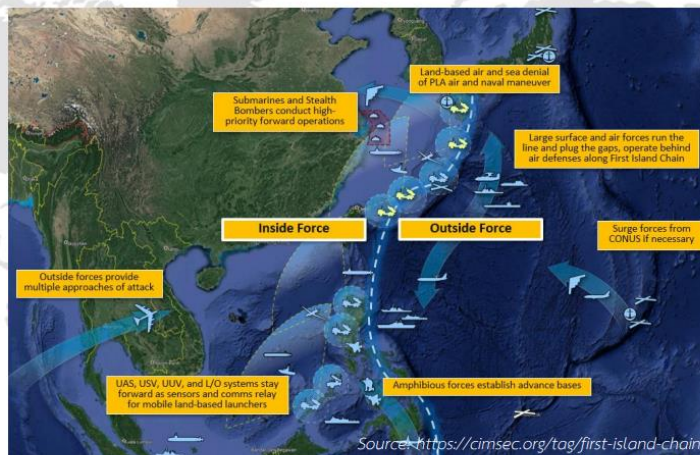 Land-based air and sea denial
of PLA air and naval maneuver
Submarines and Stealth
Bombers conduct high-
priority forward operations
Large surface and air forces run the
line and plug the gaps, operate behind
air defenses along First Island Chain
Inside Force
Outside Force
Surge forces from
CONUS if necessary
Outside forces provide
multiple approaches of attack
UAS, USV, UUV, and L/O systems stay
forward as sensors and comms relay
for mobile land-based launchers
Amphibious forces establish advance bases
Source: https://cimsec.org/tag/first-island-chain